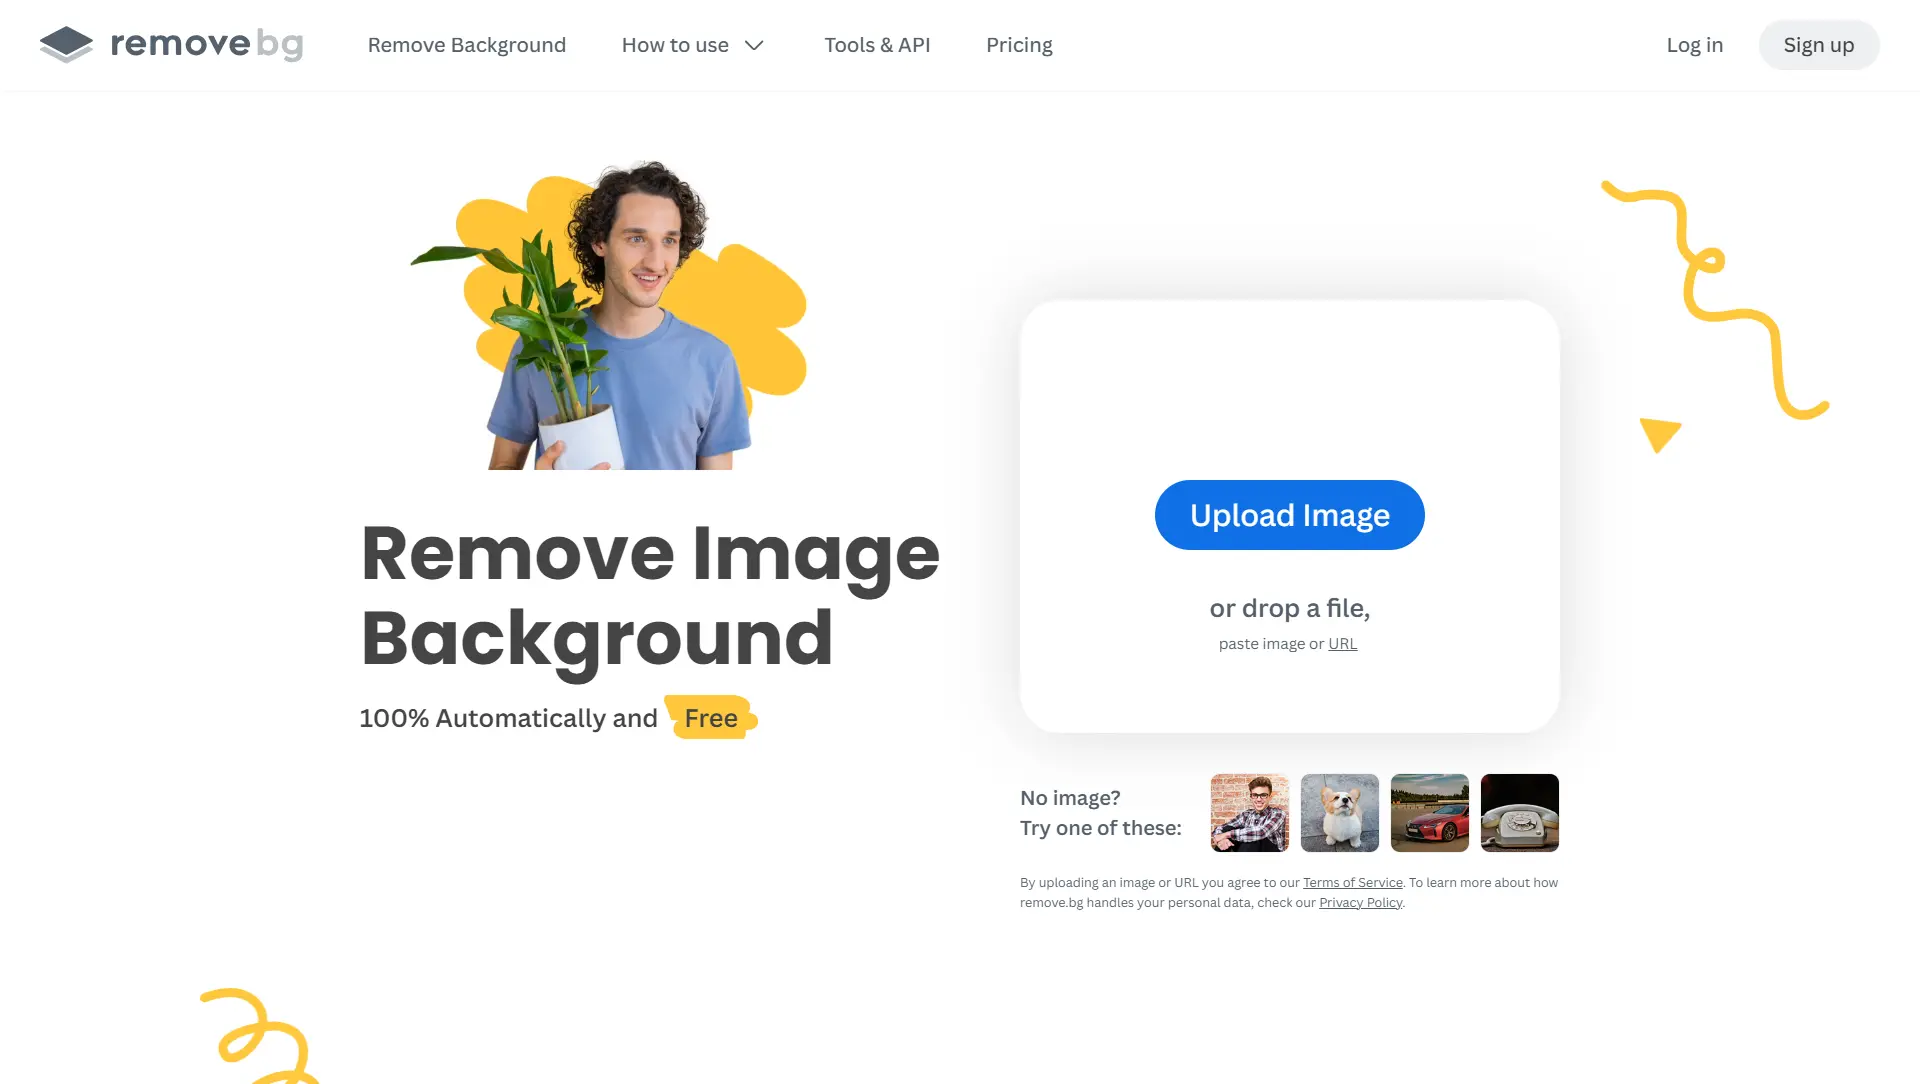 removebg
Remove Background
How to use
Tools & API
Pricing
Log in
Sign up
Remove Image
Background
100% Automatically and Free
Upload Image
or drop a file,
paste image or URL
No image?
Try one of these:
By uploading an image or URL you agree to our Terms of Service. To learn more about how
remove.bg handles your personal data, check our Privacy Policy.